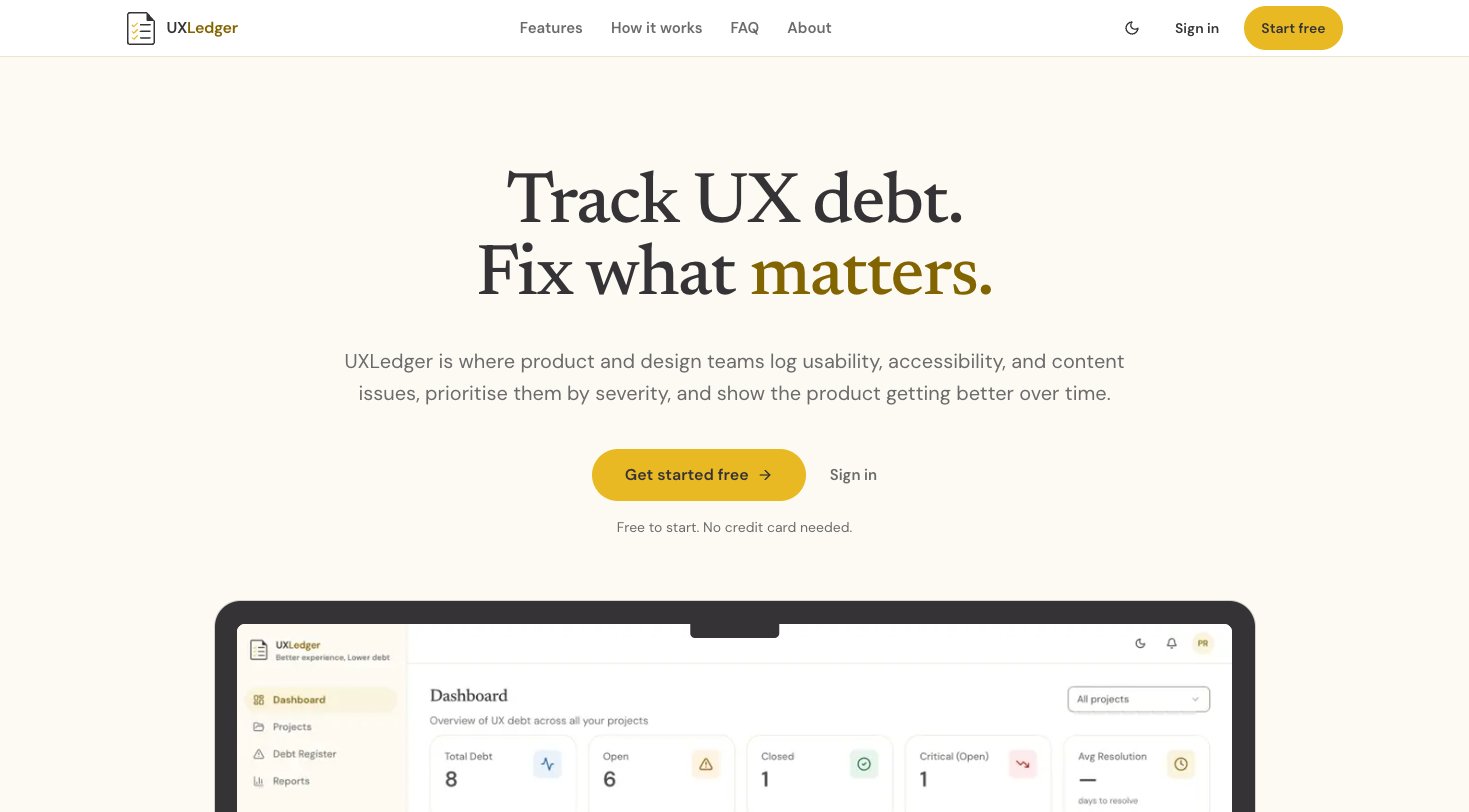 UXLedger
Features
How it works
FAQ
About
Sign in
Start free
Track UX debt.
Fix what matters.
UXLedger is where product and design teams log usability, accessibility, and content
issues, prioritise them by severity, and show the product getting better over time.
Get started free →
Sign in
Free to start. No credit card needed.
UXLedger
Better experience, Lower debt
PR
Dashboard
Projects
Debt Register
Reports
Dashboard
Overview of UX debt across all your projects
All projects
Total Debt
8
Open
6
Closed
1
Critical (Open)
1
Avg Resolution
—
days to resolve